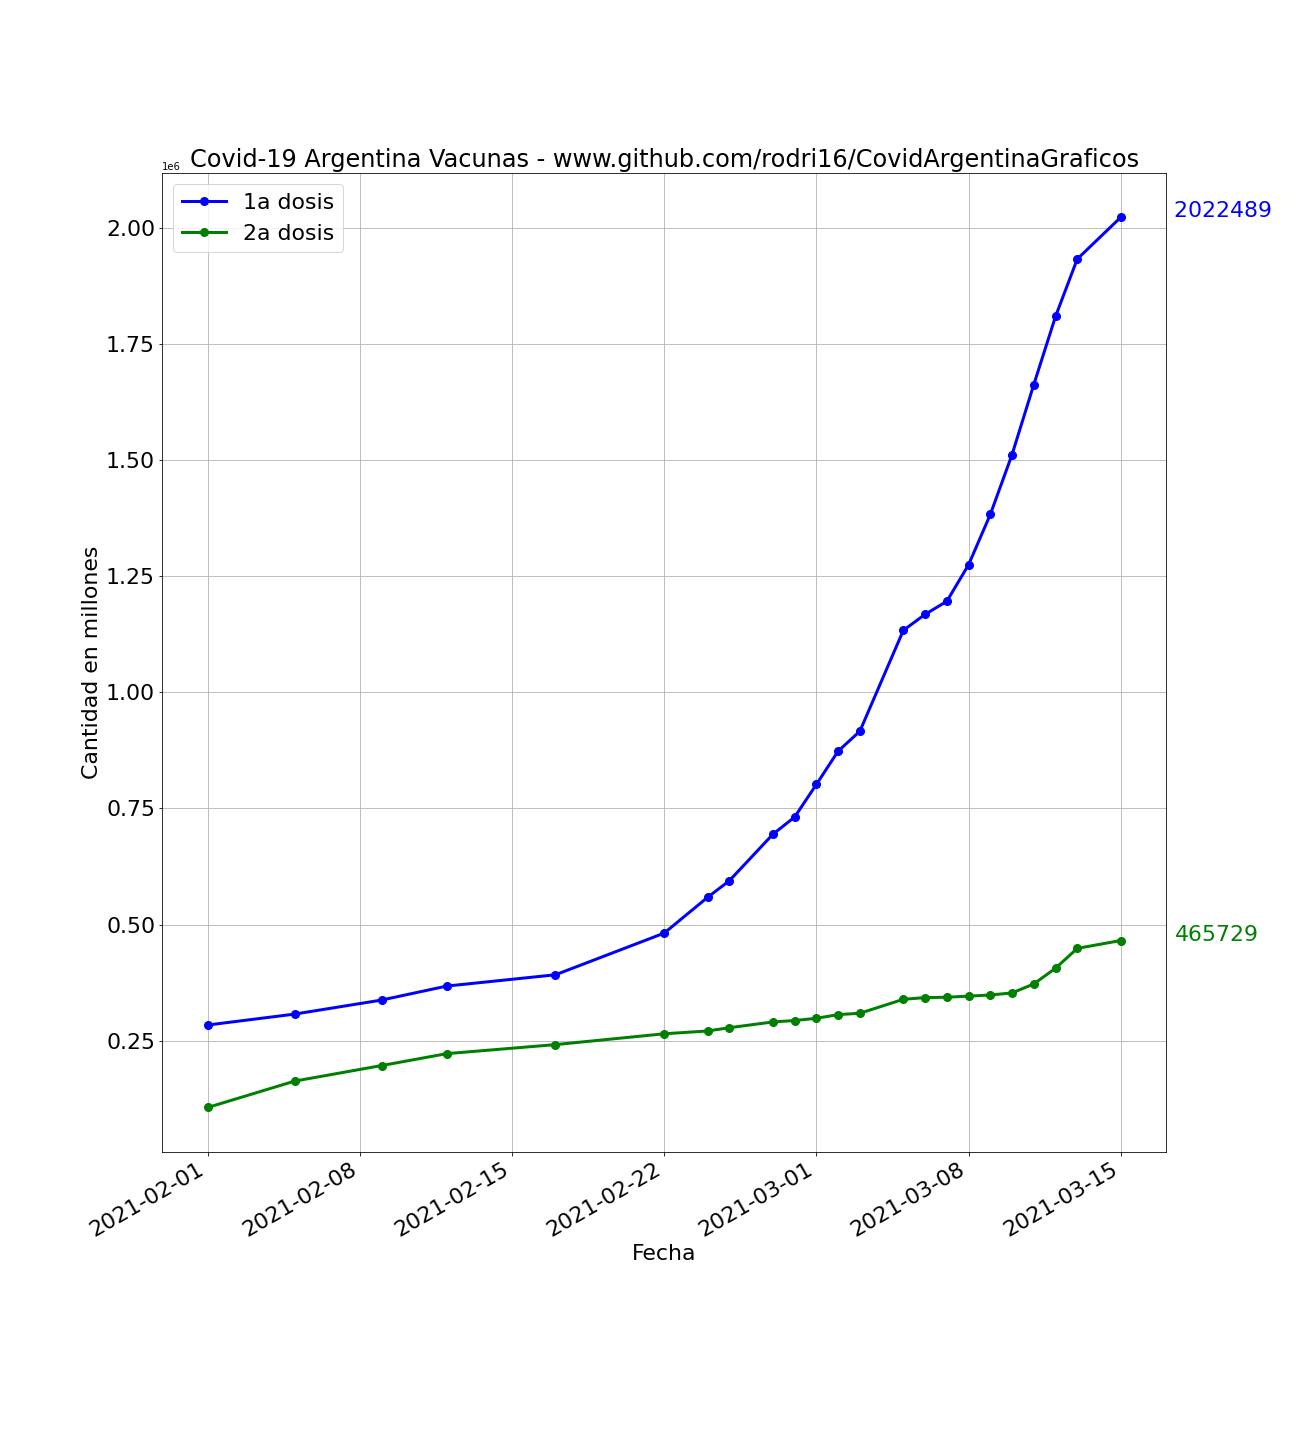 Covid-19 Argentina Vacunas - www.github.com/rodri16/CovidArgentinaGraficos
1e6
1a dosis
2a dosis
2022489
465729
2.00
1.75
1.50
1.25
1.00
0.75
0.50
0.25
Cantidad en millones
2021-02-01
2021-02-08
2021-02-15
2021-02-22
2021-03-01
2021-03-08
2021-03-15
Fecha